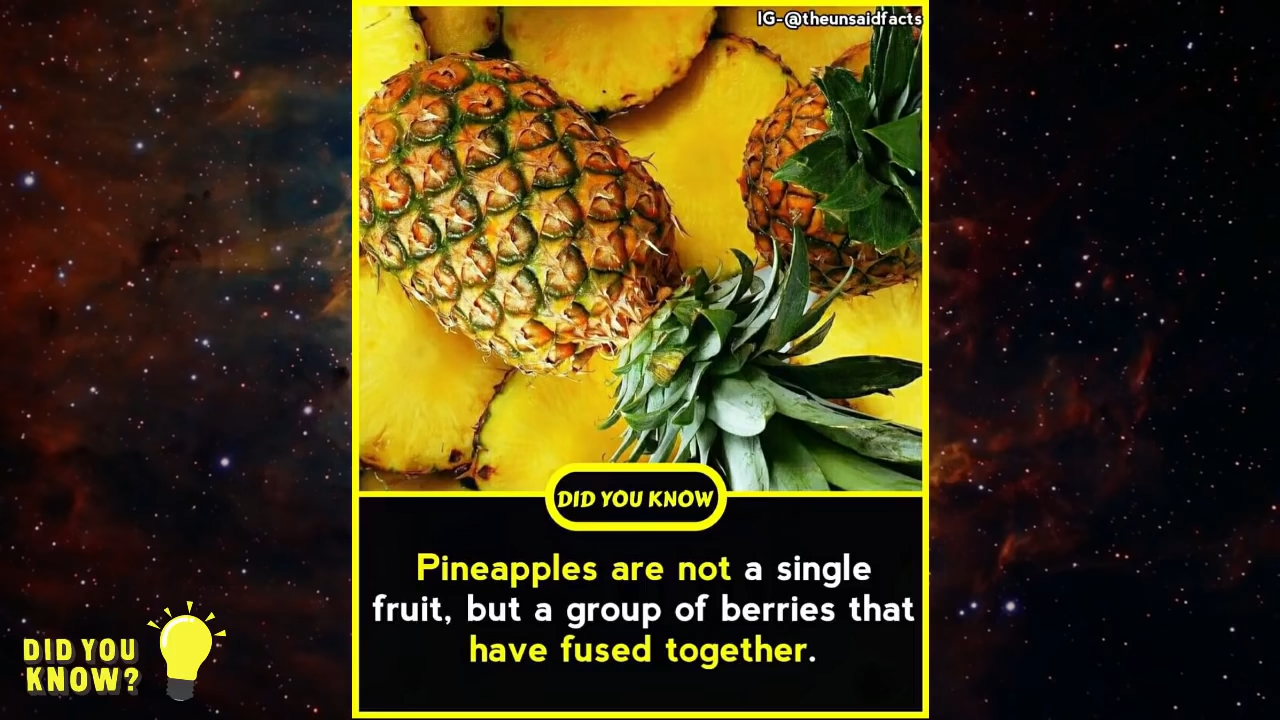 IG-@theunsaidfacts
DID YOU KNOW
Pineapples are not a single
fruit, but a group of berries that
have fused together.
DID YOU
KNOW?